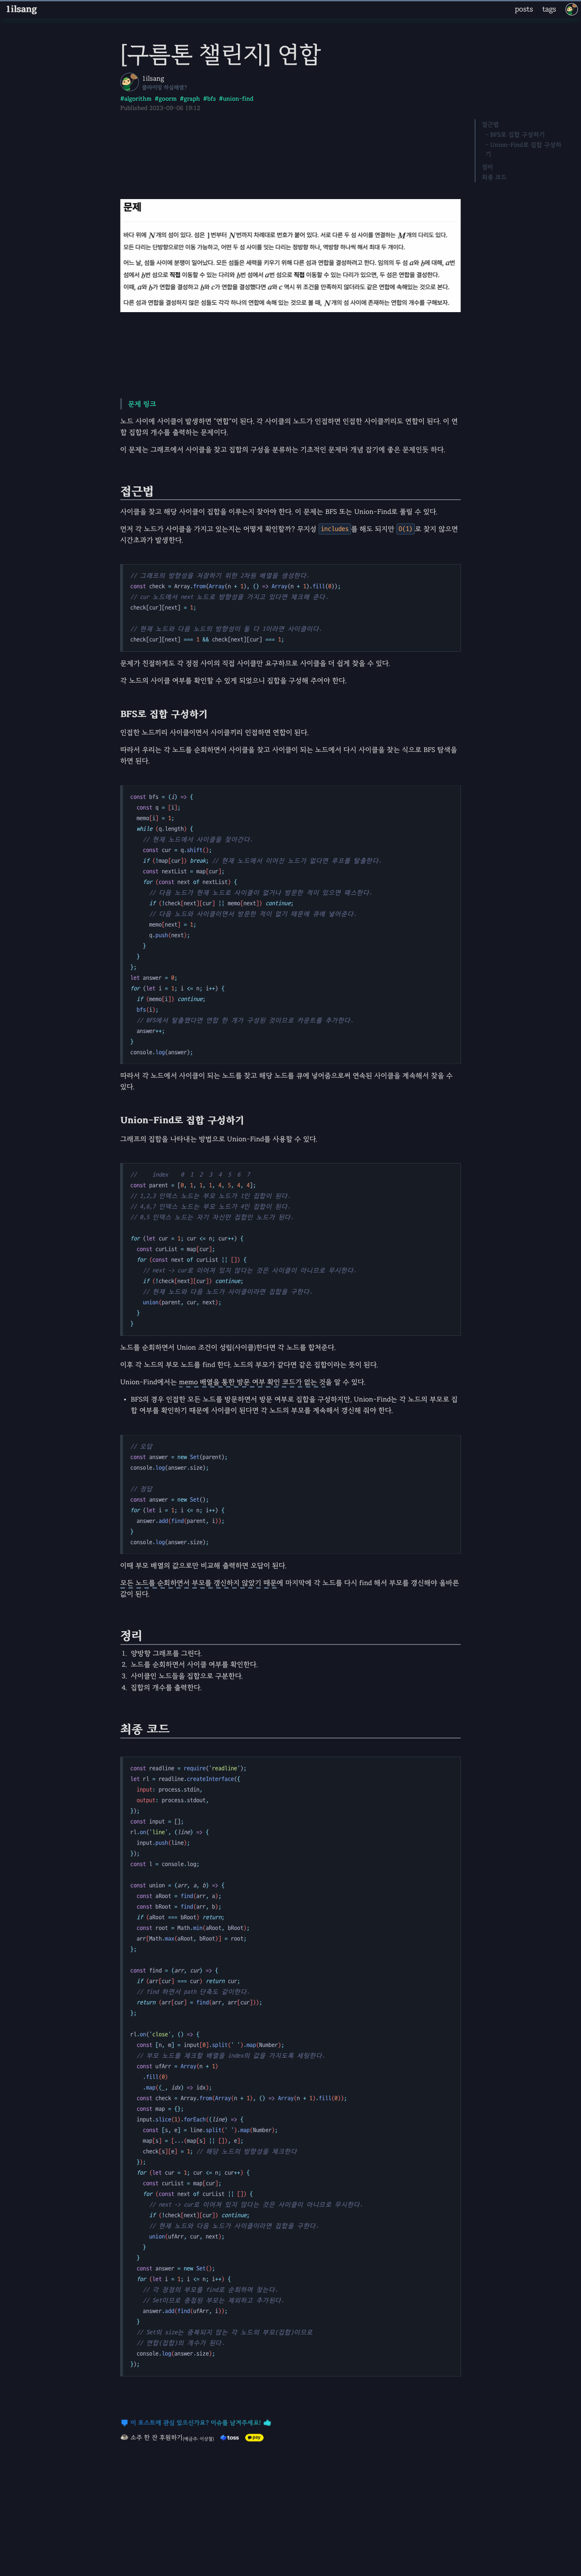 1ilsang
posts
tags
[구름톤 챌린지] 연합
1ilsang
클라이밍 하실래염?
#algorithm #goorm #graph #bfs #union-find
Published 2023-09-06 19:12
접근법
- BFS로 집합 구성하기
- Union-Find로 집합 구성하
기
정리
최종 코드
문제
바다 위에 N개의 섬이 있다. 섬은 1번부터 N번까지 차례대로 번호가 붙어 있다. 서로 다른 두 섬 사이를 연결하는 M개의 다리도 있다.
모든 다리는 단방향으로만 이동 가능하고, 어떤 두 섬 사이를 잇는 다리는 정방향 하나, 역방향 하나씩 해서 최대 두 개이다.
어느 날, 섬들 사이에 분쟁이 일어났다. 모든 섬들은 세력을 키우기 위해 다른 섬과 연합을 결성하려고 한다. 임의의 두 섬 a와 b에 대해, a번
섬에서 b번 섬으로 직접 이동할 수 있는 다리와 b번 섬에서 a번 섬으로 직접 이동할 수 있는 다리가 있으면, 두 섬은 연합을 결성한다.
이때, a와 b가 연합을 결성하고 b와 c가 연합을 결성했다면 a와 c 역시 위 조건을 만족하지 않더라도 같은 연합에 속해있는 것으로 본다.
다른 섬과 연합을 결성하지 않은 섬들도 각각 하나의 연합에 속해 있는 것으로 볼 때, N개의 섬 사이에 존재하는 연합의 개수를 구해보자.
문제 링크
노드 사이에 사이클이 발생하면 "연합"이 된다. 각 사이클의 노드가 인접하면 인접한 사이클끼리도 연합이 된다. 이 연
합 집합의 개수를 출력하는 문제이다.
이 문제는 그래프에서 사이클을 찾고 집합의 구성을 분류하는 기초적인 문제라 개념 잡기에 좋은 문제인듯 하다.
접근법
사이클을 찾고 해당 사이클이 집합을 이루는지 찾아야 한다. 이 문제는 BFS 또는 Union-Find로 풀릴 수 있다.
먼저 각 노드가 사이클을 가지고 있는지는 어떻게 확인할까? 무지성 includes를 해도 되지만 O(1)로 찾지 않으면
시간초과가 발생한다.
// 그래프의 방향성을 저장하기 위한 2차원 배열을 생성한다.
const check = Array.from(Array(n + 1), () => Array(n + 1).fill(0));
// cur 노드에서 next 노드로 방향성을 가지고 있다면 체크해 준다.
check[cur][next] = 1;
// 현재 노드와 다음 노드의 방향성이 둘 다 1이라면 사이클이다.
check[cur][next] === 1 && check[next][cur] === 1;
문제가 친절하게도 각 정점 사이의 직접 사이클만 요구하므로 사이클을 더 쉽게 찾을 수 있다.
각 노드의 사이클 여부를 확인할 수 있게 되었으니 집합을 구성해 주어야 한다.
BFS로 집합 구성하기
인접한 노드끼리 사이클이면서 사이클끼리 인접하면 연합이 된다.
따라서 우리는 각 노드를 순회하면서 사이클을 찾고 사이클이 되는 노드에서 다시 사이클을 찾는 식으로 BFS 탐색을
하면 된다.
const bfs = (i) => {
const q = [i];
memo[i] = 1;
while (q.length) {
// 현재 노드에서 사이클을 찾아간다.
const cur = q.shift();
if (!map[cur]) break; // 현재 노드에서 이어진 노드가 없다면 루프를 탈출한다.
const nextList = map[cur];
for (const next of nextList) {
// 다음 노드가 현재 노드로 사이클이 없거나 방문한 적이 있으면 패스한다.
if (!check[next][cur] || memo[next]) continue;
// 다음 노드와 사이클이면서 방문한 적이 없기 때문에 큐에 넣어준다.
memo[next] = 1;
q.push(next);
}
}
};
let answer = 0;
for (let i = 1; i <= n; i++) {
if (memo[i]) continue;
bfs(i);
// BFS에서 탈출했다면 연합 한 개가 구성된 것이므로 카운트를 추가한다.
answer++;
}
console.log(answer);
따라서 각 노드에서 사이클이 되는 노드를 찾고 해당 노드를 큐에 넣어줌으로써 연속된 사이클을 계속해서 찾을 수
있다.
Union-Find로 집합 구성하기
그래프의 집합을 나타내는 방법으로 Union-Find를 사용할 수 있다.
// index 0 1 2 3 4 5 6 7
const parent = [0, 1, 1, 1, 4, 5, 4, 4];
// 1,2,3 인덱스 노드는 부모 노드가 1인 집합이 된다.
// 4,6,7 인덱스 노드는 부모 노드가 4인 집합이 된다.
// 0,5 인덱스 노드는 자기 자신만 집합인 노드가 된다.
for (let cur = 1; cur <= n; cur++) {
const curList = map[cur];
for (const next of curList || []) {
// next -> cur로 이어져 있지 않다는 것은 사이클이 아니므로 무시한다.
if (!check[next][cur]) continue;
// 현재 노드와 다음 노드가 사이클이라면 집합을 구한다.
union(parent, cur, next);
}
}
노드를 순회하면서 Union 조건이 성립(사이클)한다면 각 노드를 합쳐준다.
이후 각 노드의 부모 노드를 find 한다. 노드의 부모가 같다면 같은 집합이라는 뜻이 된다.
Union-Find에서는 memo 배열을 통한 방문 여부 확인 코드가 없는 것을 알 수 있다.
• BFS의 경우 인접한 모든 노드를 방문하면서 방문 여부로 집합을 구성하지만, Union-Find는 각 노드의 부모로 집
합 여부를 확인하기 때문에 사이클이 된다면 각 노드의 부모를 계속해서 갱신해 줘야 한다.
// 오답
const answer = new Set(parent);
console.log(answer.size);
// 정답
const answer = new Set();
for (let i = 1; i <= n; i++) {
answer.add(find(parent, i));
}
console.log(answer.size);
이때 부모 배열의 값으로만 비교해 출력하면 오답이 된다.
모든 노드를 순회하면서 부모를 갱신하지 않았기 때문에 마지막에 각 노드를 다시 find 해서 부모를 갱신해야 올바른
값이 된다.
정리
1. 양방향 그래프를 그린다.
2. 노드를 순회하면서 사이클 여부를 확인한다.
3. 사이클인 노드들을 집합으로 구분한다.
4. 집합의 개수를 출력한다.
최종 코드
const readline = require('readline');
let rl = readline.createInterface({
input: process.stdin,
output: process.stdout,
});
const input = [];
rl.on('line', (line) => {
input.push(line);
});
const l = console.log;
const union = (arr, a, b) => {
const aRoot = find(arr, a);
const bRoot = find(arr, b);
if (aRoot === bRoot) return;
const root = Math.min(aRoot, bRoot);
arr[Math.max(aRoot, bRoot)] = root;
};
const find = (arr, cur) => {
if (arr[cur] === cur) return cur;
// find 하면서 path 단축도 같이한다.
return (arr[cur] = find(arr, arr[cur]));
};
rl.on('close', () => {
const [n, m] = input[0].split(' ').map(Number);
// 부모 노드를 체크할 배열을 index의 값을 가지도록 세팅한다.
const ufArr = Array(n + 1)
.fill(0)
.map((_, idx) => idx);
const check = Array.from(Array(n + 1), () => Array(n + 1).fill(0));
const map = {};
input.slice(1).forEach((line) => {
const [s, e] = line.split(' ').map(Number);
map[s] = [...(map[s] || []), e];
check[s][e] = 1; // 해당 노드의 방향성을 체크한다
});
for (let cur = 1; cur <= n; cur++) {
const curList = map[cur];
for (const next of curList || []) {
// next -> cur로 이어져 있지 않다는 것은 사이클이 아니므로 무시한다.
if (!check[next][cur]) continue;
// 현재 노드와 다음 노드가 사이클이라면 집합을 구한다.
union(ufArr, cur, next);
}
}
const answer = new Set();
for (let i = 1; i <= n; i++) {
// 각 정점의 부모를 find로 순회하며 찾는다.
// Set이므로 중첩된 부모는 제외하고 추가된다.
answer.add(find(ufArr, i));
}
// Set의 size는 중복되지 않는 각 노드의 부모(집합)이므로
// 연합(집합)의 개수가 된다.
console.log(answer.size);
});
이 포스트에 관심 있으신가요? 이슈를 남겨주세요!
소주 한 잔 후원하기(예금주: 이상철)
toss
pay